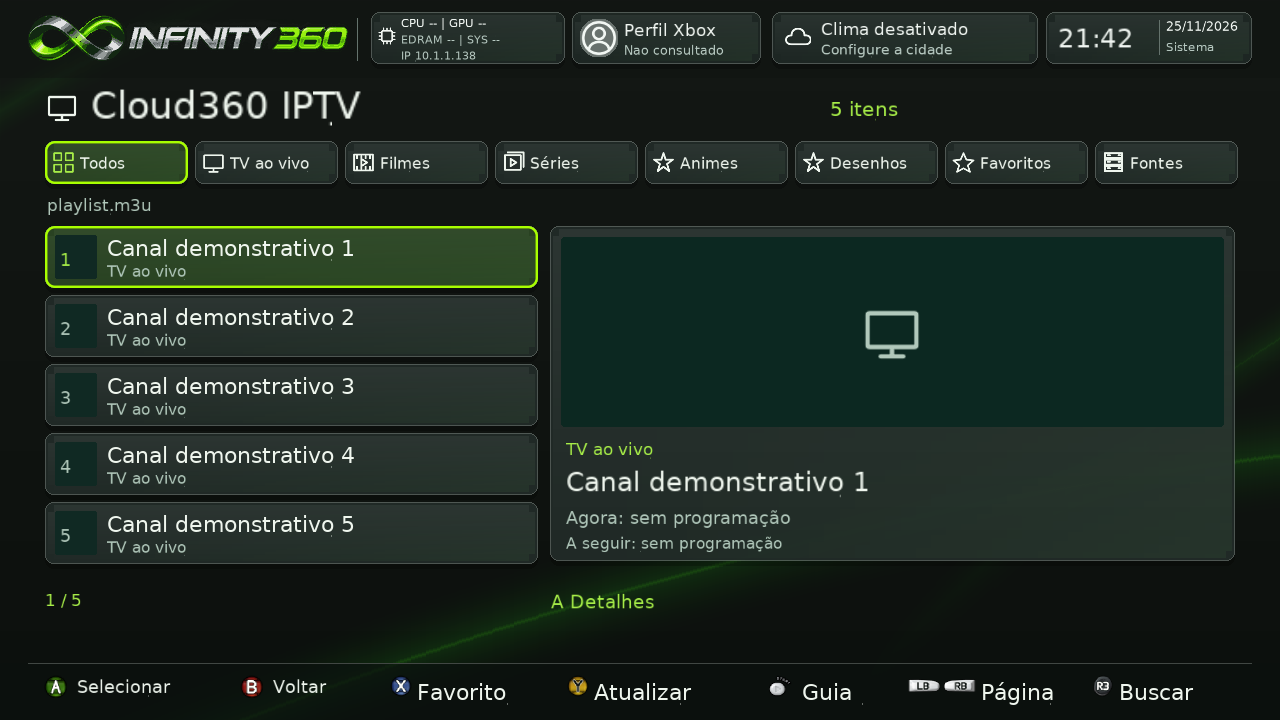 INFINITY 360
CPU -- | GPU --
EDRAM -- | SYS --
IP 10.1.1.138
Perfil Xbox
Nao consultado
Clima desativado
Configure a cidade
21:42
25/11/2026
Sistema
Cloud360 IPTV
5 itens
Todos
TV ao vivo
Filmes
Séries
Animes
Desenhos
Favoritos
Fontes
playlist.m3u
1
Canal demonstrativo 1
TV ao vivo
2
Canal demonstrativo 2
TV ao vivo
3
Canal demonstrativo 3
TV ao vivo
4
Canal demonstrativo 4
TV ao vivo
5
Canal demonstrativo 5
TV ao vivo
TV ao vivo
Canal demonstrativo 1
Agora: sem programação
A seguir: sem programação
1 / 5
A Detalhes
A Selecionar
B Voltar
X Favorito
Y Atualizar
Guia
LB RB Página
R3 Buscar